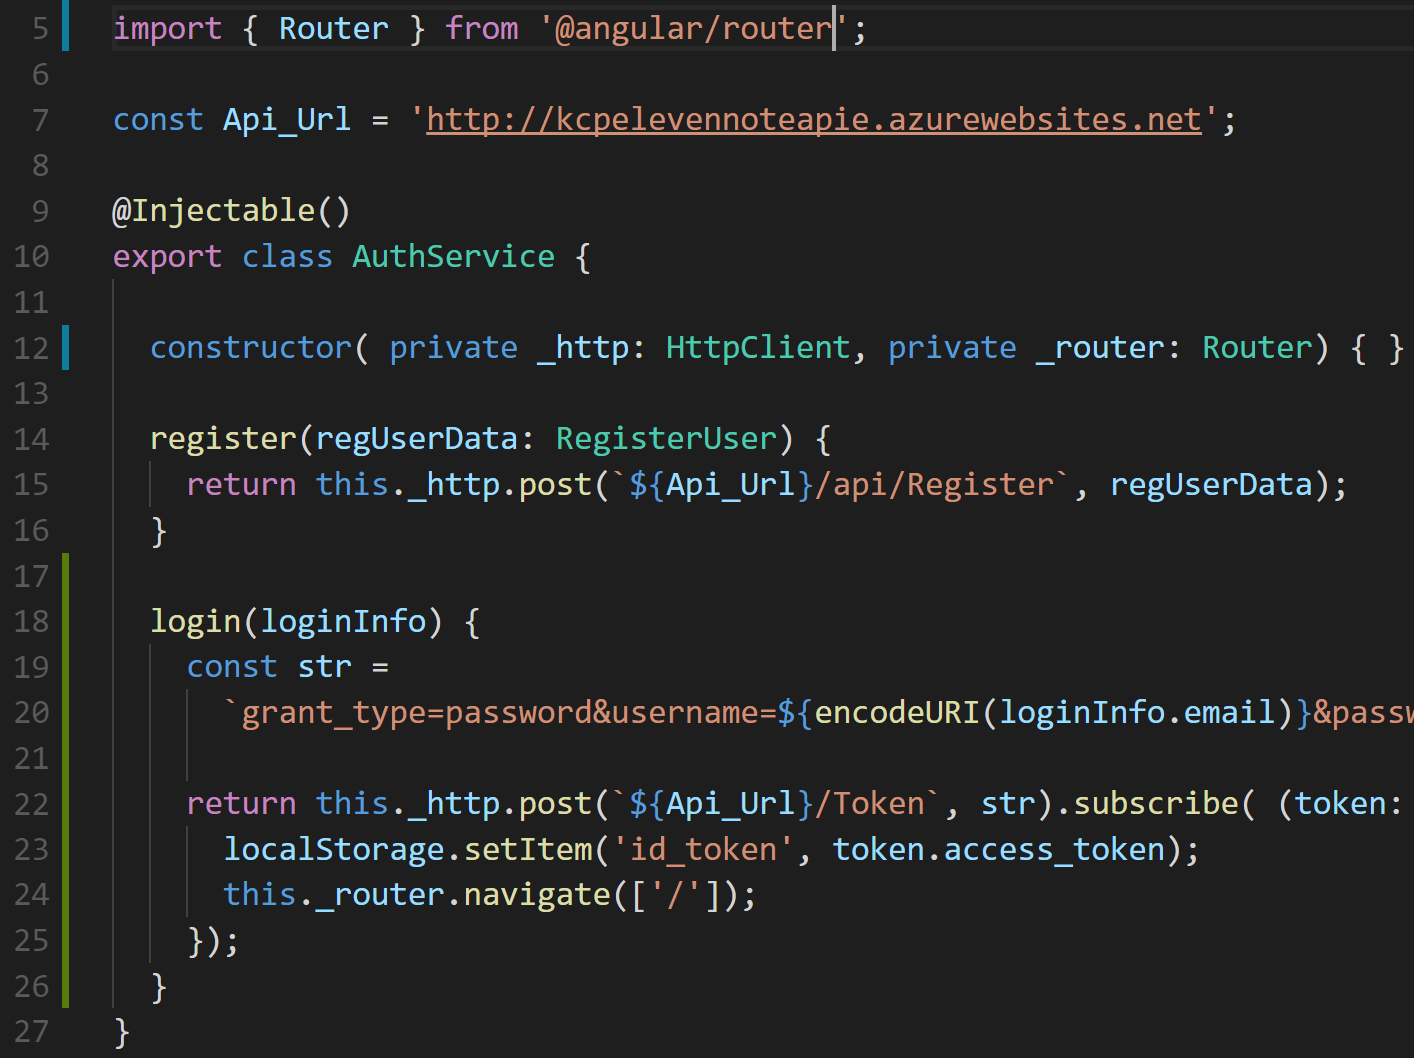 5 import { Router } from '@angular/router';
6
7 const Api_Url = 'http://kcpelevennoteapie.azurewebsites.net';
8
9 @Injectable()
10 export class AuthService {
11
12 constructor( private _http: HttpClient, private _router: Router) { }
13
14 register(regUserData: RegisterUser) {
15 return this._http.post(`${Api_Url}/api/Register`, regUserData);
16 }
17
18 login(loginInfo) {
19 const str =
20 `grant_type=password&username=${encodeURI(loginInfo.email)}&passw
21
22 return this._http.post(`${Api_Url}/Token`, str).subscribe( (token:
23 localStorage.setItem('id_token', token.access_token);
24 this._router.navigate(['/']);
25 });
26 }
27 }